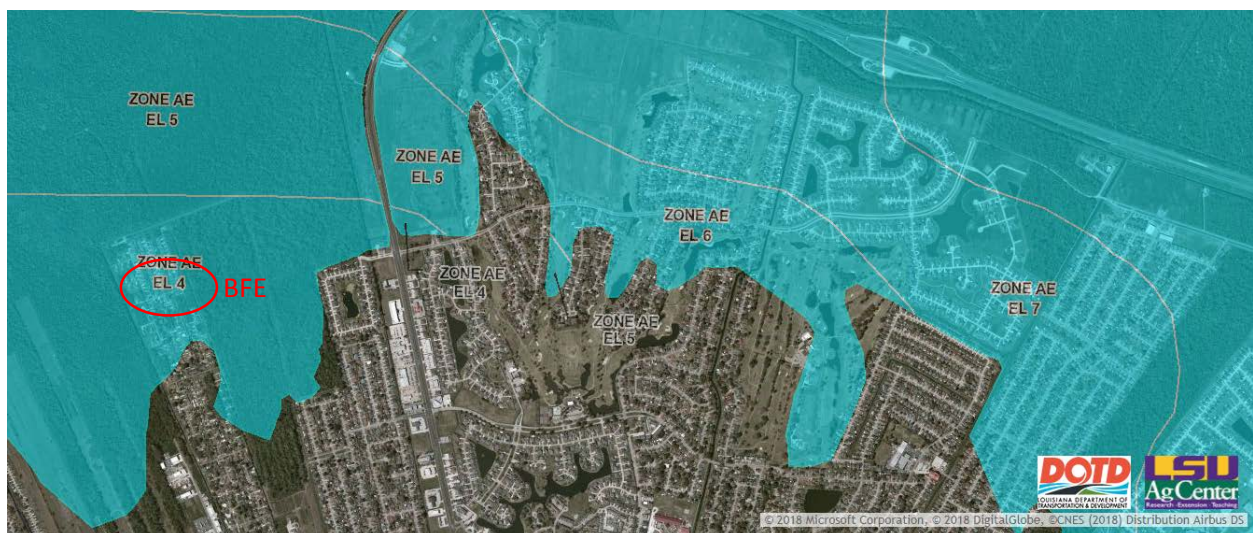 ZONE AE
EL 5
ZONE AE
EL 5
ZONE AE
EL 6
ZONE AE
EL 4
BFE
ZONE AE
EL 4
ZONE AE
EL 7
ZONE AE
EL 5
DOTD
LOUISIANA DEPARTMENT OF
TRANSPORTATION & DEVELOPMENT
LSU
AgCenter
Research · Extension · Teaching
© 2018 Microsoft Corporation, © 2018 DigitalGlobe, ©CNES (2018) Distribution Airbus DS